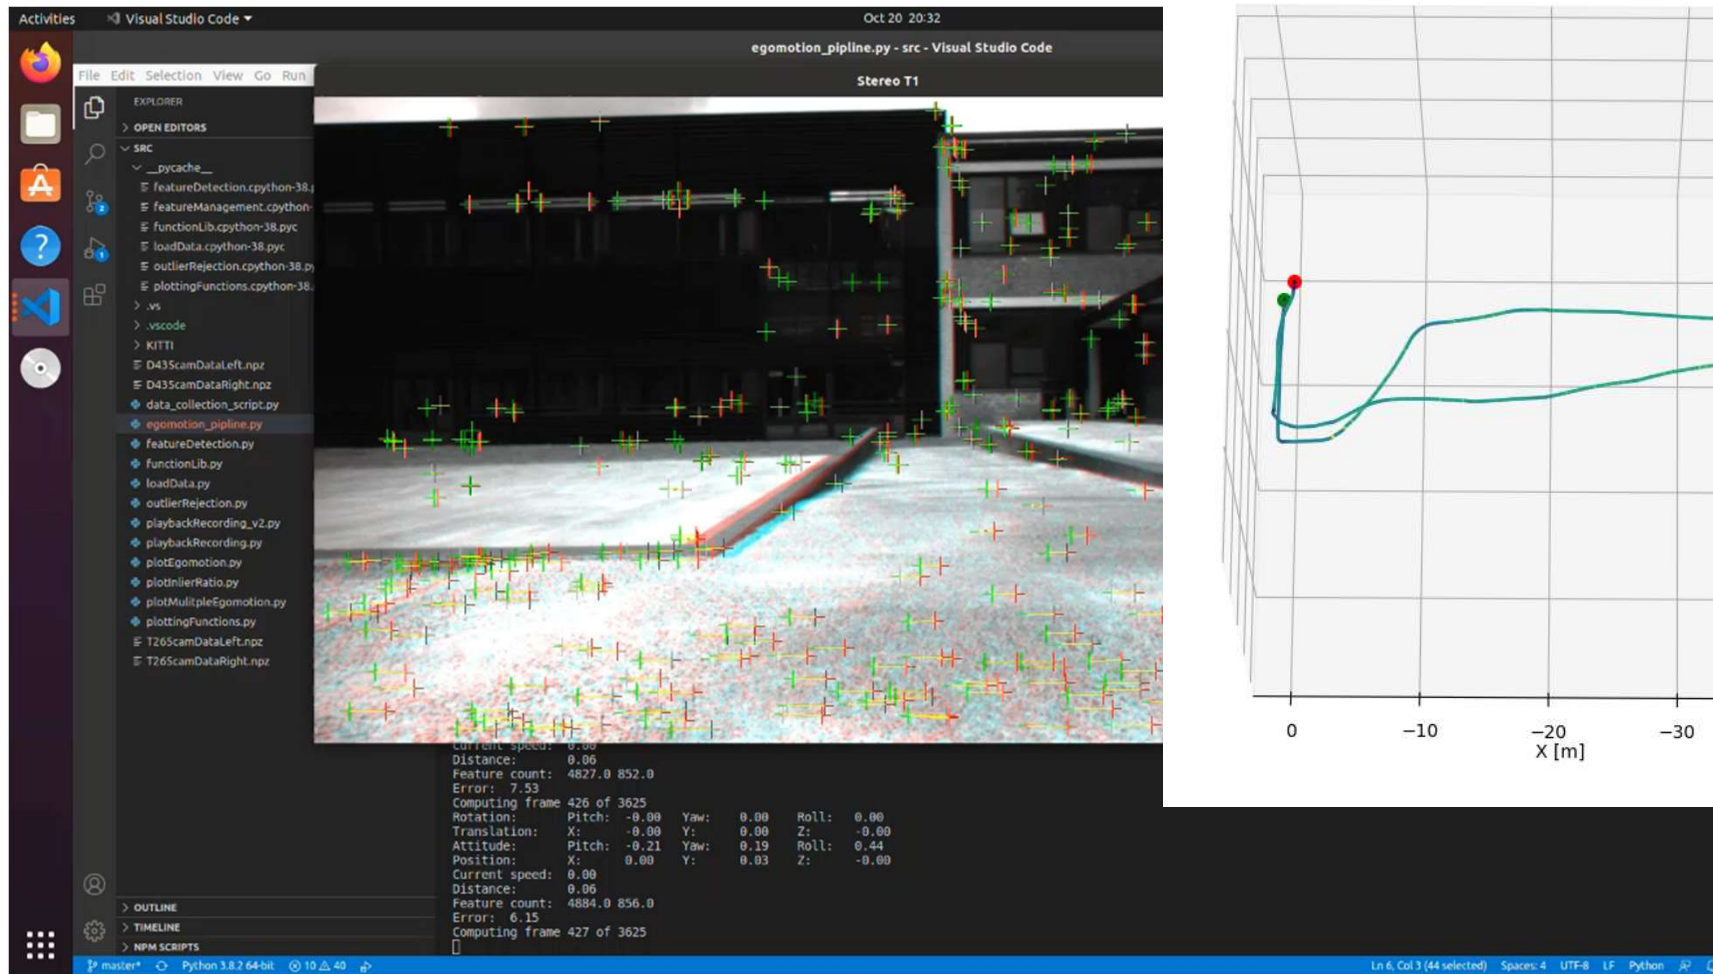 Activities
Visual Studio Code
Oct 20 20:32
egomotion_pipline.py - src - Visual Studio Code
File Edit Selection View Go Run
Stereo T1
EXPLORER
OPEN EDITORS
SRC
__pycache__
featureDetection.cpython-38.p
featureManagement.cpython-
functionLib.cpython-38.pyc
loadData.cpython-38.pyc
outlierRejection.cpython-38.py
plottingFunctions.cpython-38.
.vs
.vscode
KITTI
D435camDataLeft.npz
D435camDataRight.npz
data_collection_script.py
egomotion_pipline.py
featureDetection.py
functionLib.py
loadData.py
outlierRejection.py
playbackRecording_v2.py
playbackRecording.py
plotEgomotion.py
plotInlierRatio.py
plotMulitpleEgomotion.py
plottingFunctions.py
T265camDataLeft.npz
T265camDataRight.npz
OUTLINE
TIMELINE
NPM SCRIPTS
Current speed: 0.00
Distance: 0.06
Feature count: 4827.0 852.0
Error: 7.53
Computing frame 426 of 3625
Rotation: Pitch: -0.00 Yaw: 0.00 Roll: 0.00
Translation: X: -0.00 Y: 0.00 Z: -0.00
Attitude: Pitch: -0.21 Yaw: 0.19 Roll: 0.44
Position: X: 0.00 Y: 0.03 Z: -0.00
Current speed: 0.00
Distance: 0.06
Feature count: 4884.0 856.0
Error: 6.15
Computing frame 427 of 3625
0 −10 −20 −30
X [m]
master* Python 3.8.2 64-bit 10 40
Ln 6, Col 3 (44 selected) Spaces: 4 UTF-8 LF Python